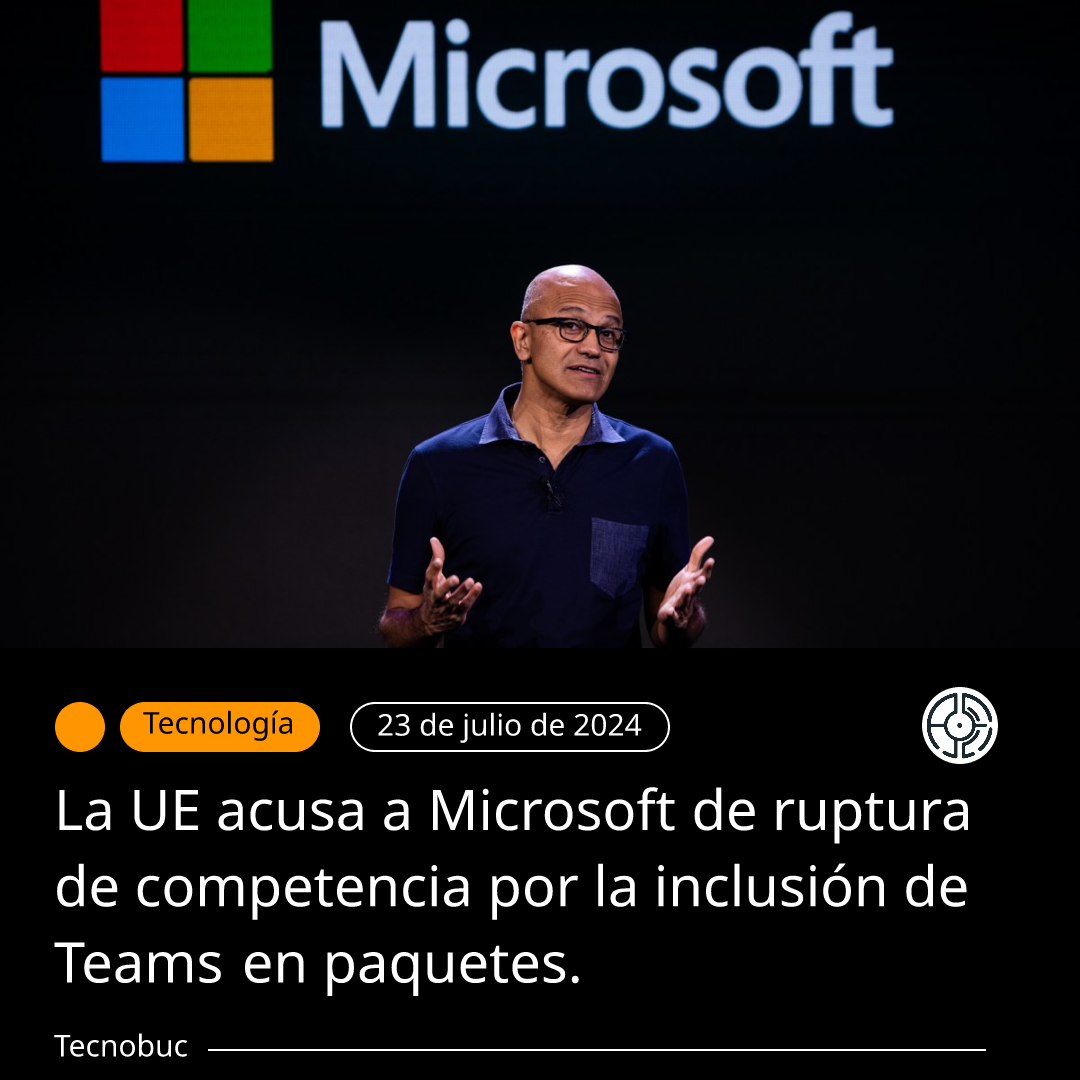 Microsoft
Tecnología
23 de julio de 2024
La UE acusa a Microsoft de ruptura
de competencia por la inclusión de
Teams en paquetes.
Tecnobuc